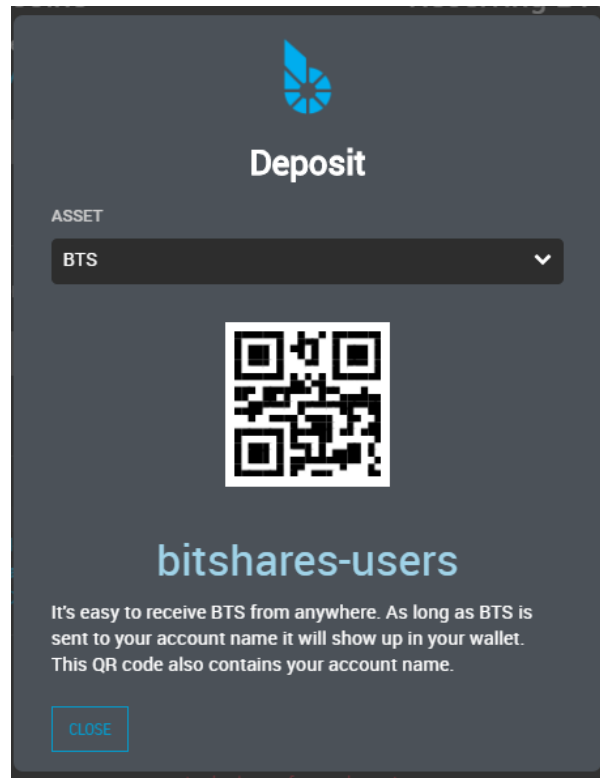 Deposit
ASSET
BTS
bitshares-users
It's easy to receive BTS from anywhere. As long as BTS is
sent to your account name it will show up in your wallet.
This QR code also contains your account name.
CLOSE